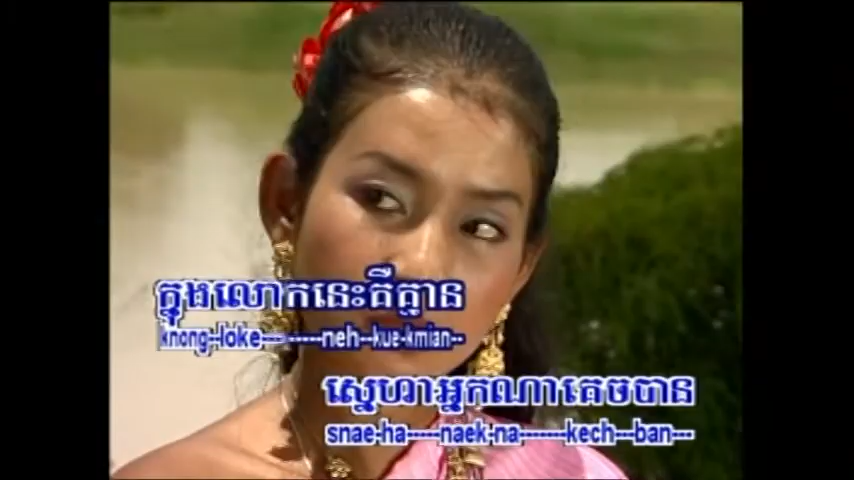 ក្នុងលោកនេះគឺគ្មាន
knong--loke--------neh--kue-kmian--
ស្នេហាអ្នកណាគេចបាន
snae-ha-----naek-na-------kech---ban---